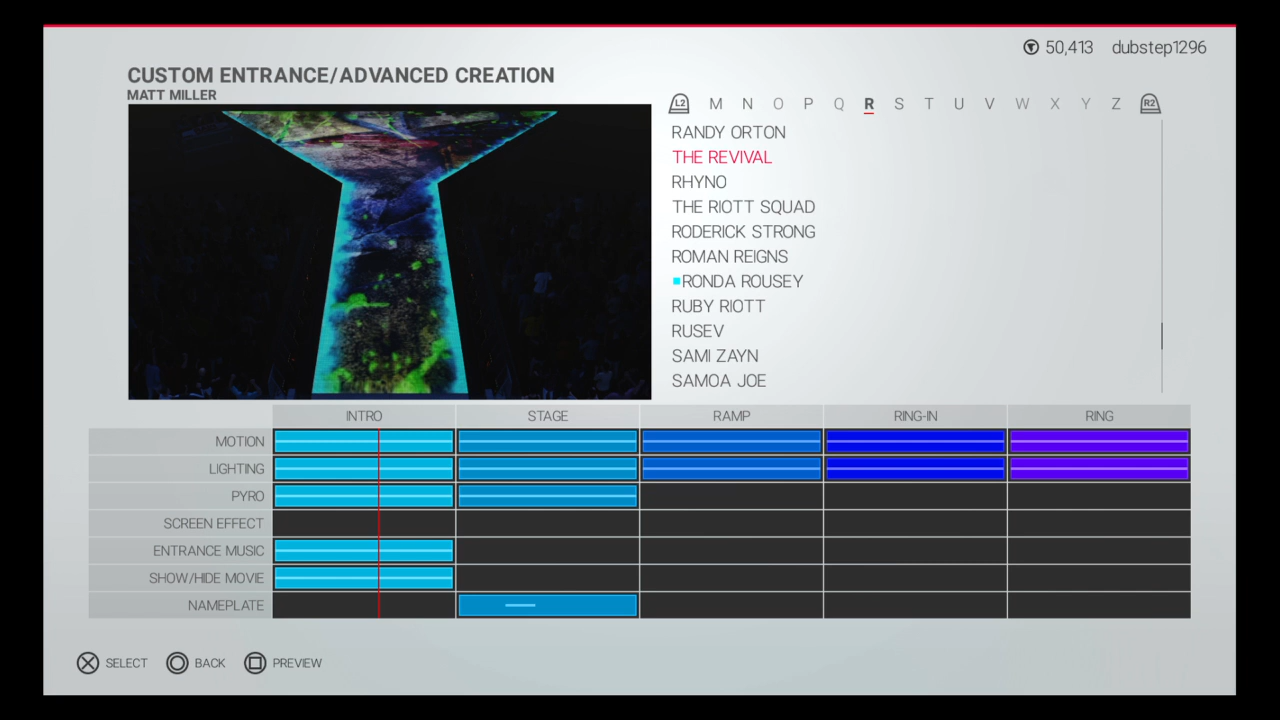 50,413 dubstep1296
CUSTOM ENTRANCE/ADVANCED CREATION
MATT MILLER
L2 M N O P Q R S T U V W X Y Z R2
RANDY ORTON
THE REVIVAL
RHYNO
THE RIOTT SQUAD
RODERICK STRONG
ROMAN REIGNS
RONDA ROUSEY
RUBY RIOTT
RUSEV
SAMI ZAYN
SAMOA JOE
INTRO STAGE RAMP RING-IN RING
MOTION
LIGHTING
PYRO
SCREEN EFFECT
ENTRANCE MUSIC
SHOW/HIDE MOVIE
NAMEPLATE
SELECT BACK PREVIEW